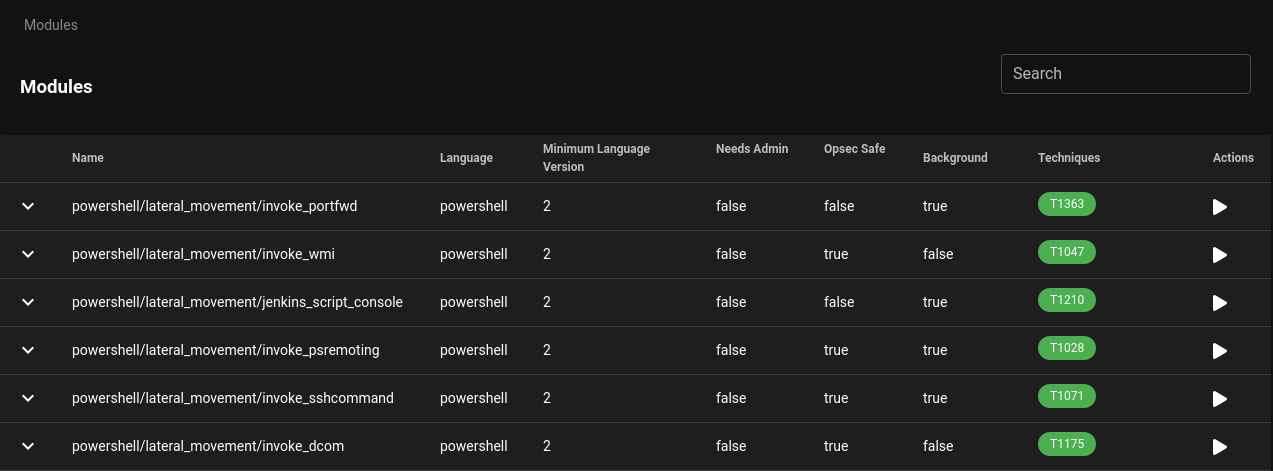 Modules
Modules
Search
Name Language Minimum Language Version Needs Admin Opsec Safe Background Techniques Actions
powershell/lateral_movement/invoke_portfwd powershell 2 false false true T1363
powershell/lateral_movement/invoke_wmi powershell 2 false true false T1047
powershell/lateral_movement/jenkins_script_console powershell 2 false false true T1210
powershell/lateral_movement/invoke_psremoting powershell 2 false true true T1028
powershell/lateral_movement/invoke_sshcommand powershell 2 false true true T1071
powershell/lateral_movement/invoke_dcom powershell 2 false true false T1175